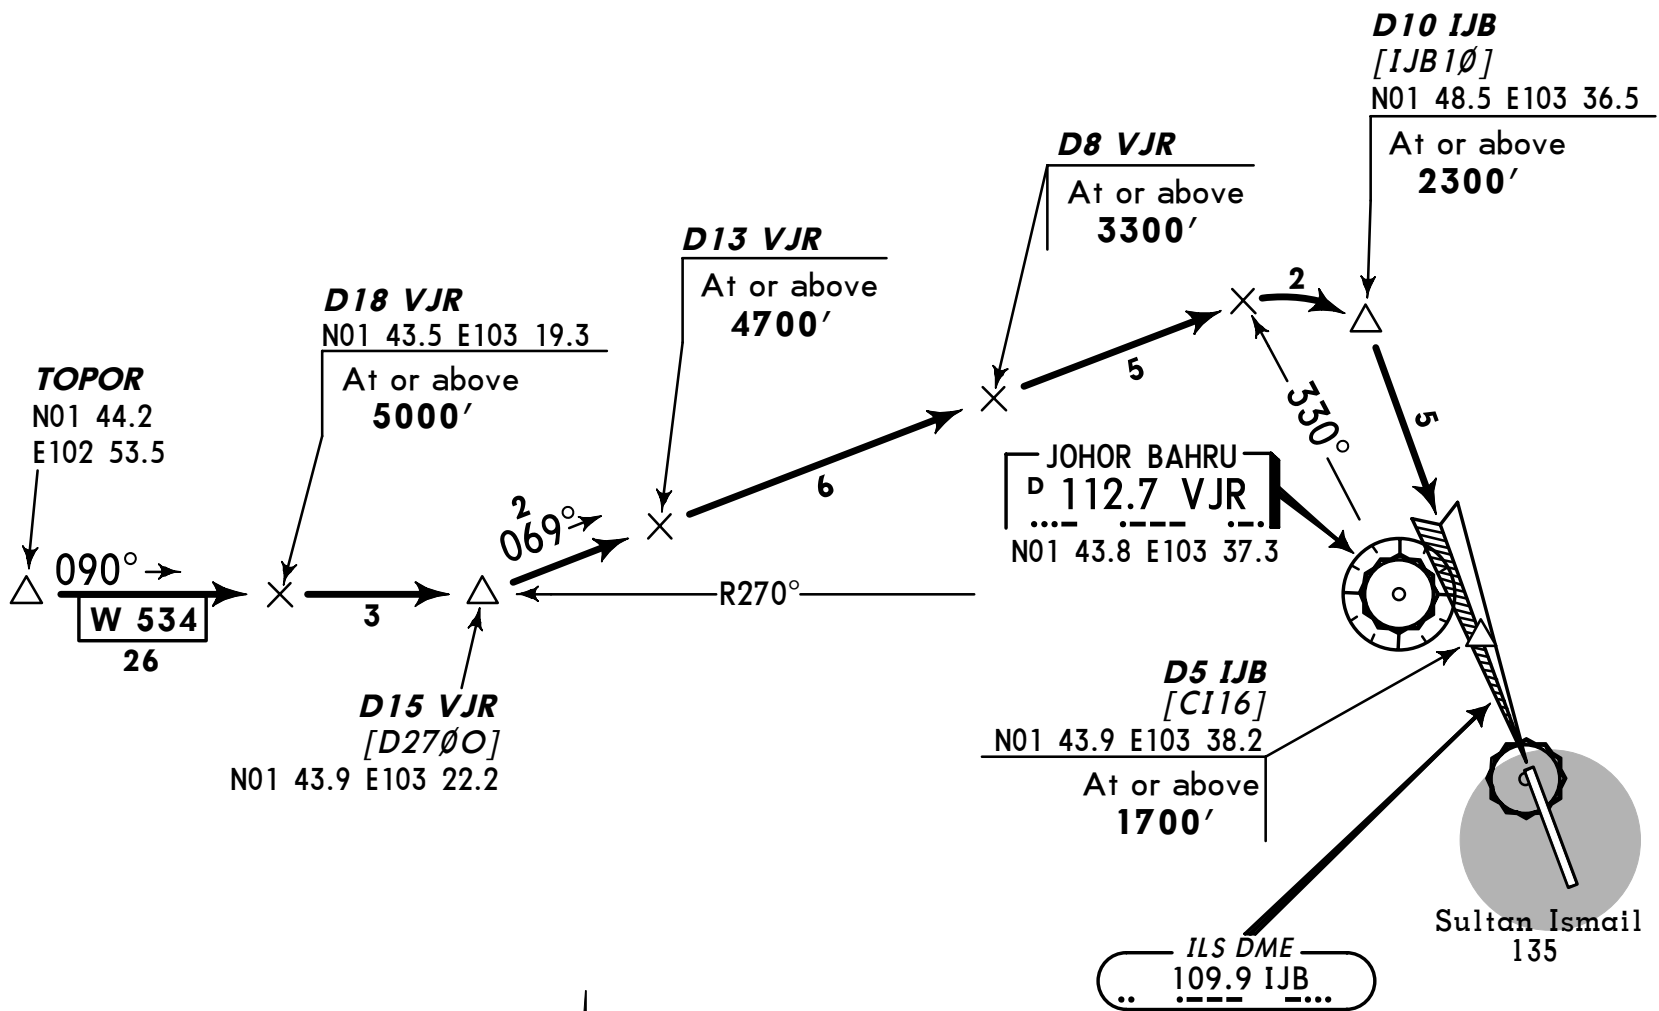 D10 IJB
[IJB1Ø]
N01 48.5 E103 36.5
At or above
2300′
D8 VJR
At or above
3300′
D13 VJR
At or above
4700′
D18 VJR
N01 43.5 E103 19.3
At or above
5000′
TOPOR
N01 44.2
E102 53.5
090°
W 534
26
3
2
069°
6
5
2
5
330°
R270°
JOHOR BAHRU
D 112.7 VJR
N01 43.8 E103 37.3
D15 VJR
[D27ØO]
N01 43.9 E103 22.2
D5 IJB
[CI16]
N01 43.9 E103 38.2
At or above
1700′
Sultan Ismail
135
ILS DME
109.9 IJB